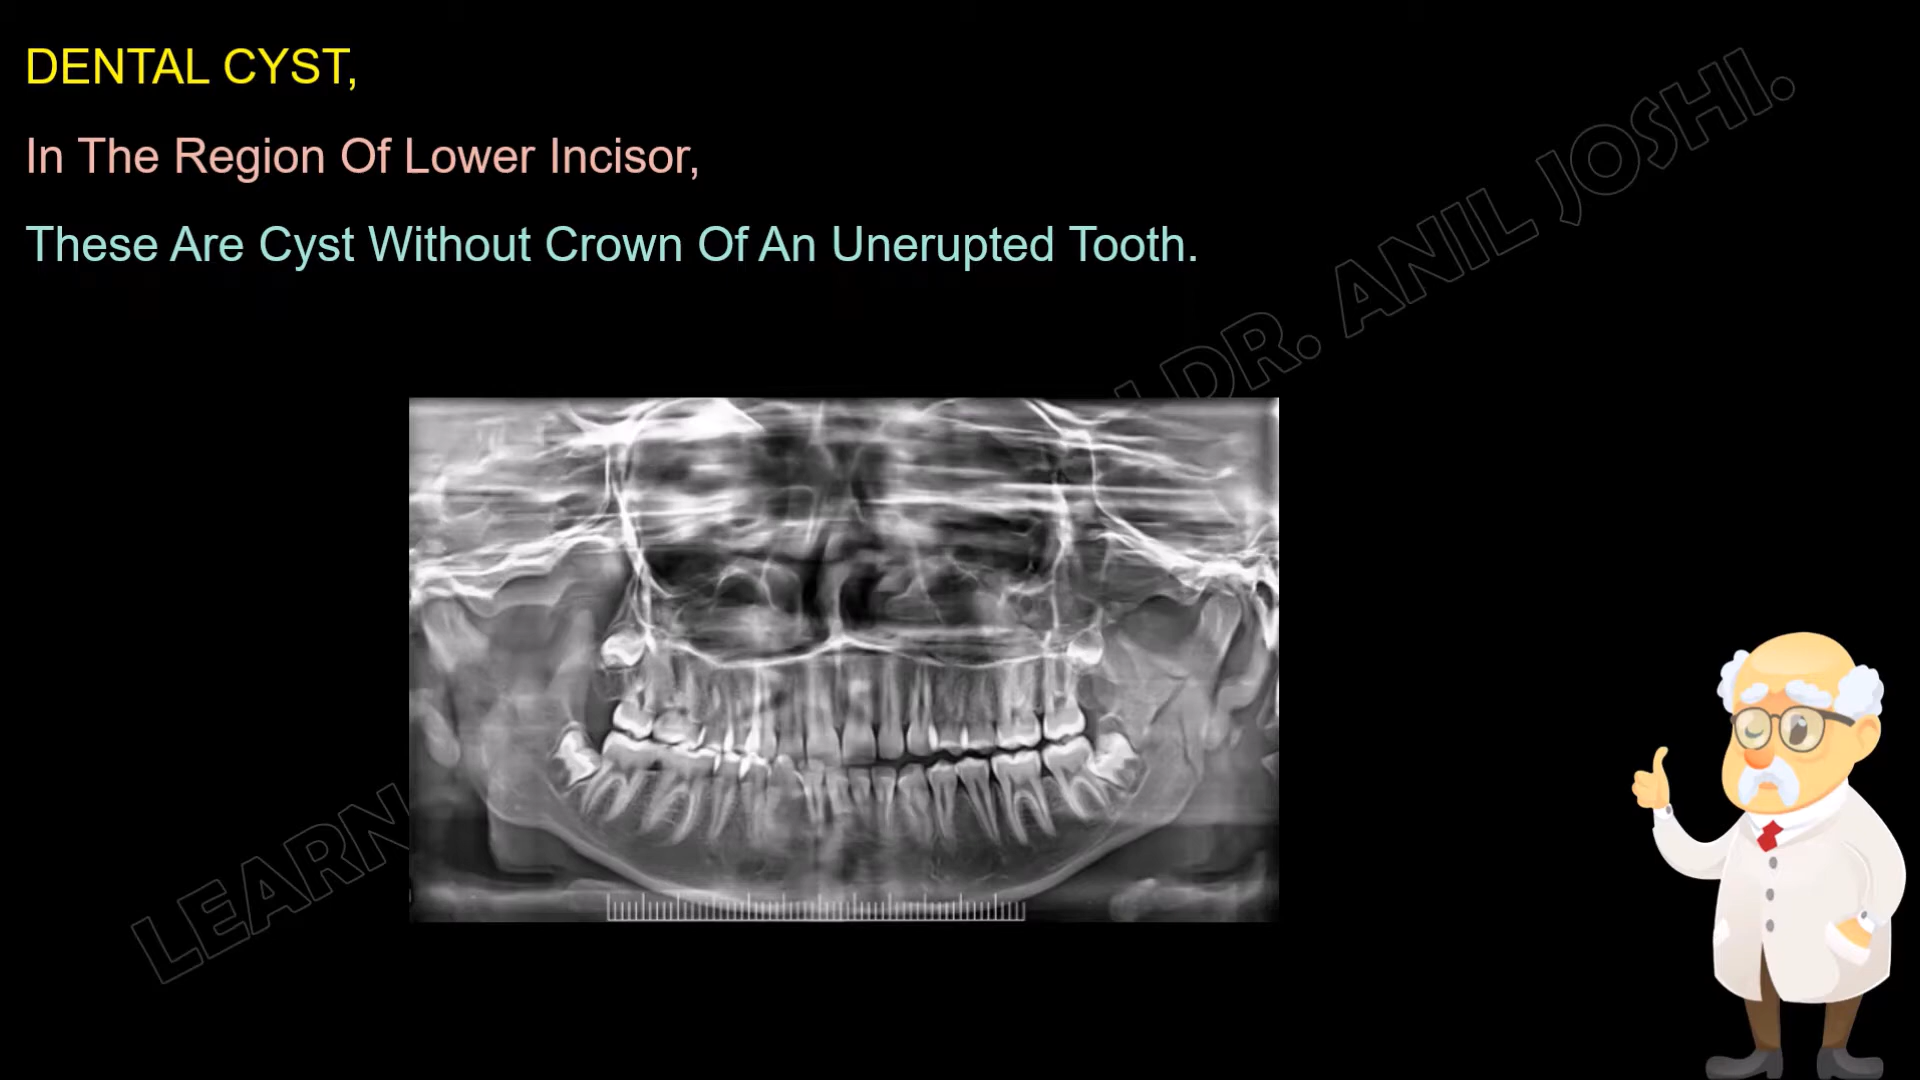 DENTAL CYST,
In The Region Of Lower Incisor,
These Are Cyst Without Crown Of An Unerupted Tooth.
LEARN DR. ANIL JOSHI.